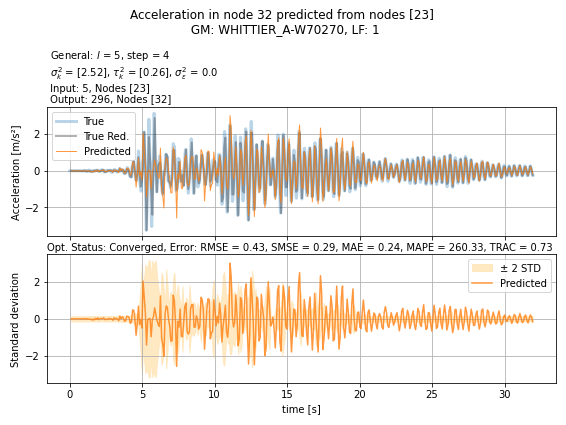 Acceleration in node 32 predicted from nodes [23]
GM: WHITTIER_A-W70270, LF: 1
General: l = 5, step = 4
σ²ₖ = [2.52], τ²ₖ = [0.26], σ²ε = 0.0
Input: 5, Nodes [23]
Output: 296, Nodes [32]
True
True Red.
Predicted
Acceleration [m/s²]
2
0
−2
Opt. Status: Converged, Error: RMSE = 0.43, SMSE = 0.29, MAE = 0.24, MAPE = 260.33, TRAC = 0.73
± 2 STD
Predicted
Standard deviation
2
0
−2
0 5 10 15 20 25 30
time [s]